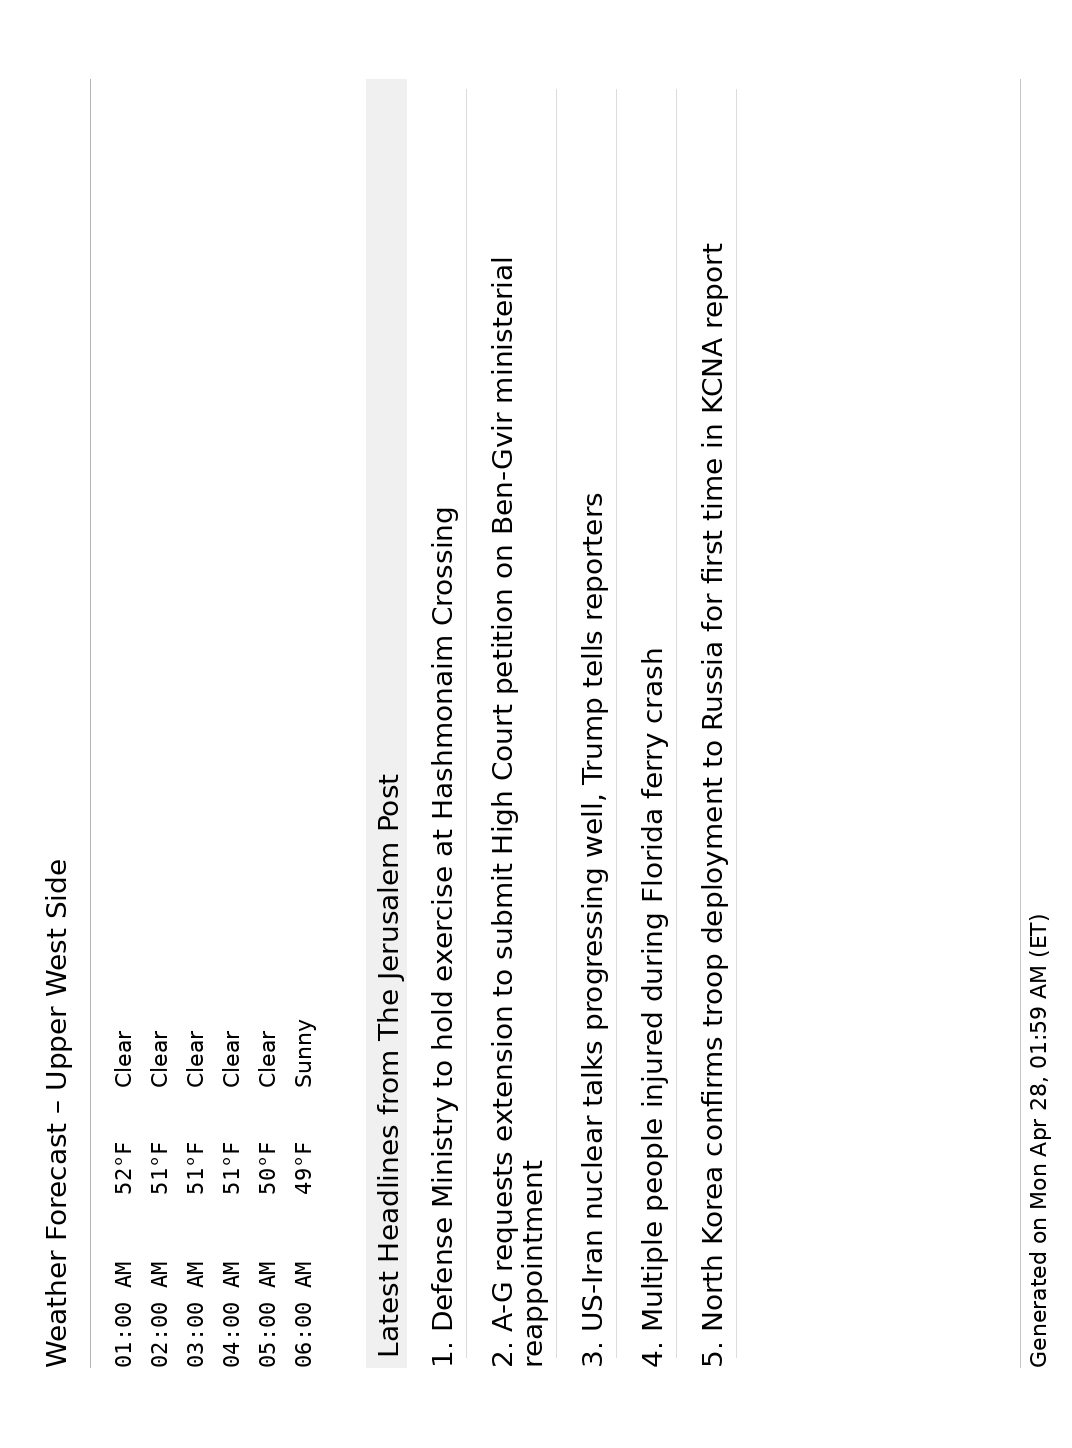 Weather Forecast – Upper West Side
01:00 AM 52°F Clear
02:00 AM 51°F Clear
03:00 AM 51°F Clear
04:00 AM 51°F Clear
05:00 AM 50°F Clear
06:00 AM 49°F Sunny
Latest Headlines from The Jerusalem Post
1. Defense Ministry to hold exercise at Hashmonaim Crossing
2. A-G requests extension to submit High Court petition on Ben-Gvir ministerial
reappointment
3. US-Iran nuclear talks progressing well, Trump tells reporters
4. Multiple people injured during Florida ferry crash
5. North Korea confirms troop deployment to Russia for first time in KCNA report
Generated on Mon Apr 28, 01:59 AM (ET)